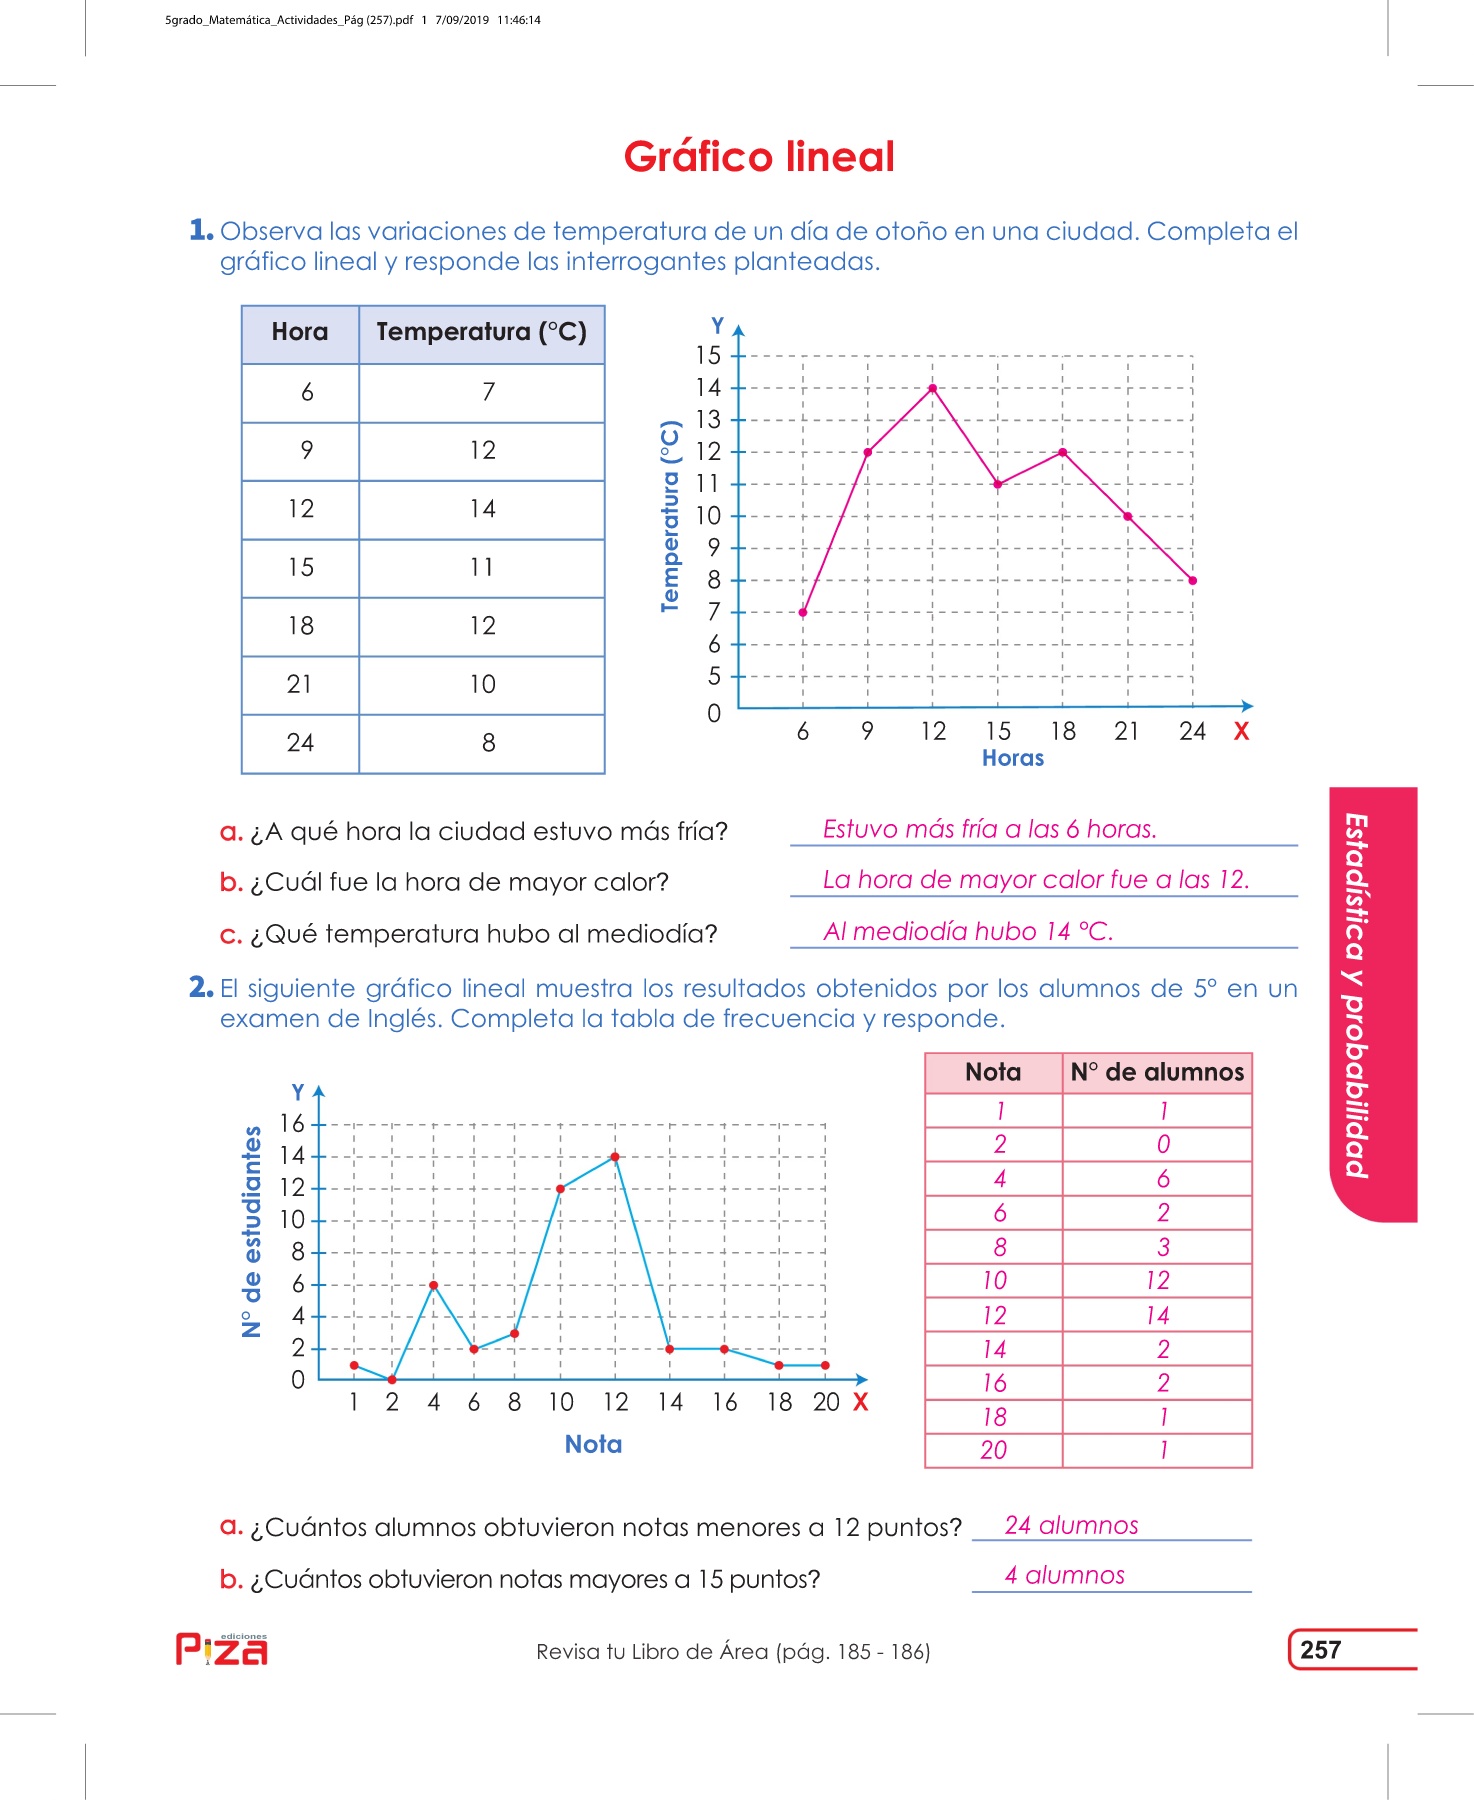 5grado_Matemática_Actividades_Pág (257).pdf 1 7/09/2019 11:46:14
Gráfico lineal
1. Observa las variaciones de temperatura de un día de otoño en una ciudad. Completa el
gráfico lineal y responde las interrogantes planteadas.
Hora Temperatura (°C)
6 7
9 12
12 14
15 11
18 12
21 10
24 8
Y
15
14
13
12
11
10
9
8
7
6
5
0
Temperatura (°C)
6 9 12 15 18 21 24 X
Horas
a. ¿A qué hora la ciudad estuvo más fría? Estuvo más fría a las 6 horas.
b. ¿Cuál fue la hora de mayor calor? La hora de mayor calor fue a las 12.
c. ¿Qué temperatura hubo al mediodía? Al mediodía hubo 14 °C.
Estadística y probabilidad
2. El siguiente gráfico lineal muestra los resultados obtenidos por los alumnos de 5° en un
examen de Inglés. Completa la tabla de frecuencia y responde.
Y
16
14
12
10
8
6
4
2
0
N° de estudiantes
1 2 4 6 8 10 12 14 16 18 20 X
Nota
Nota N° de alumnos
1 1
2 0
4 6
6 2
8 3
10 12
12 14
14 2
16 2
18 1
20 1
a. ¿Cuántos alumnos obtuvieron notas menores a 12 puntos? 24 alumnos
b. ¿Cuántos obtuvieron notas mayores a 15 puntos? 4 alumnos
ediciones
Piza
Revisa tu Libro de Área (pág. 185 - 186)
257